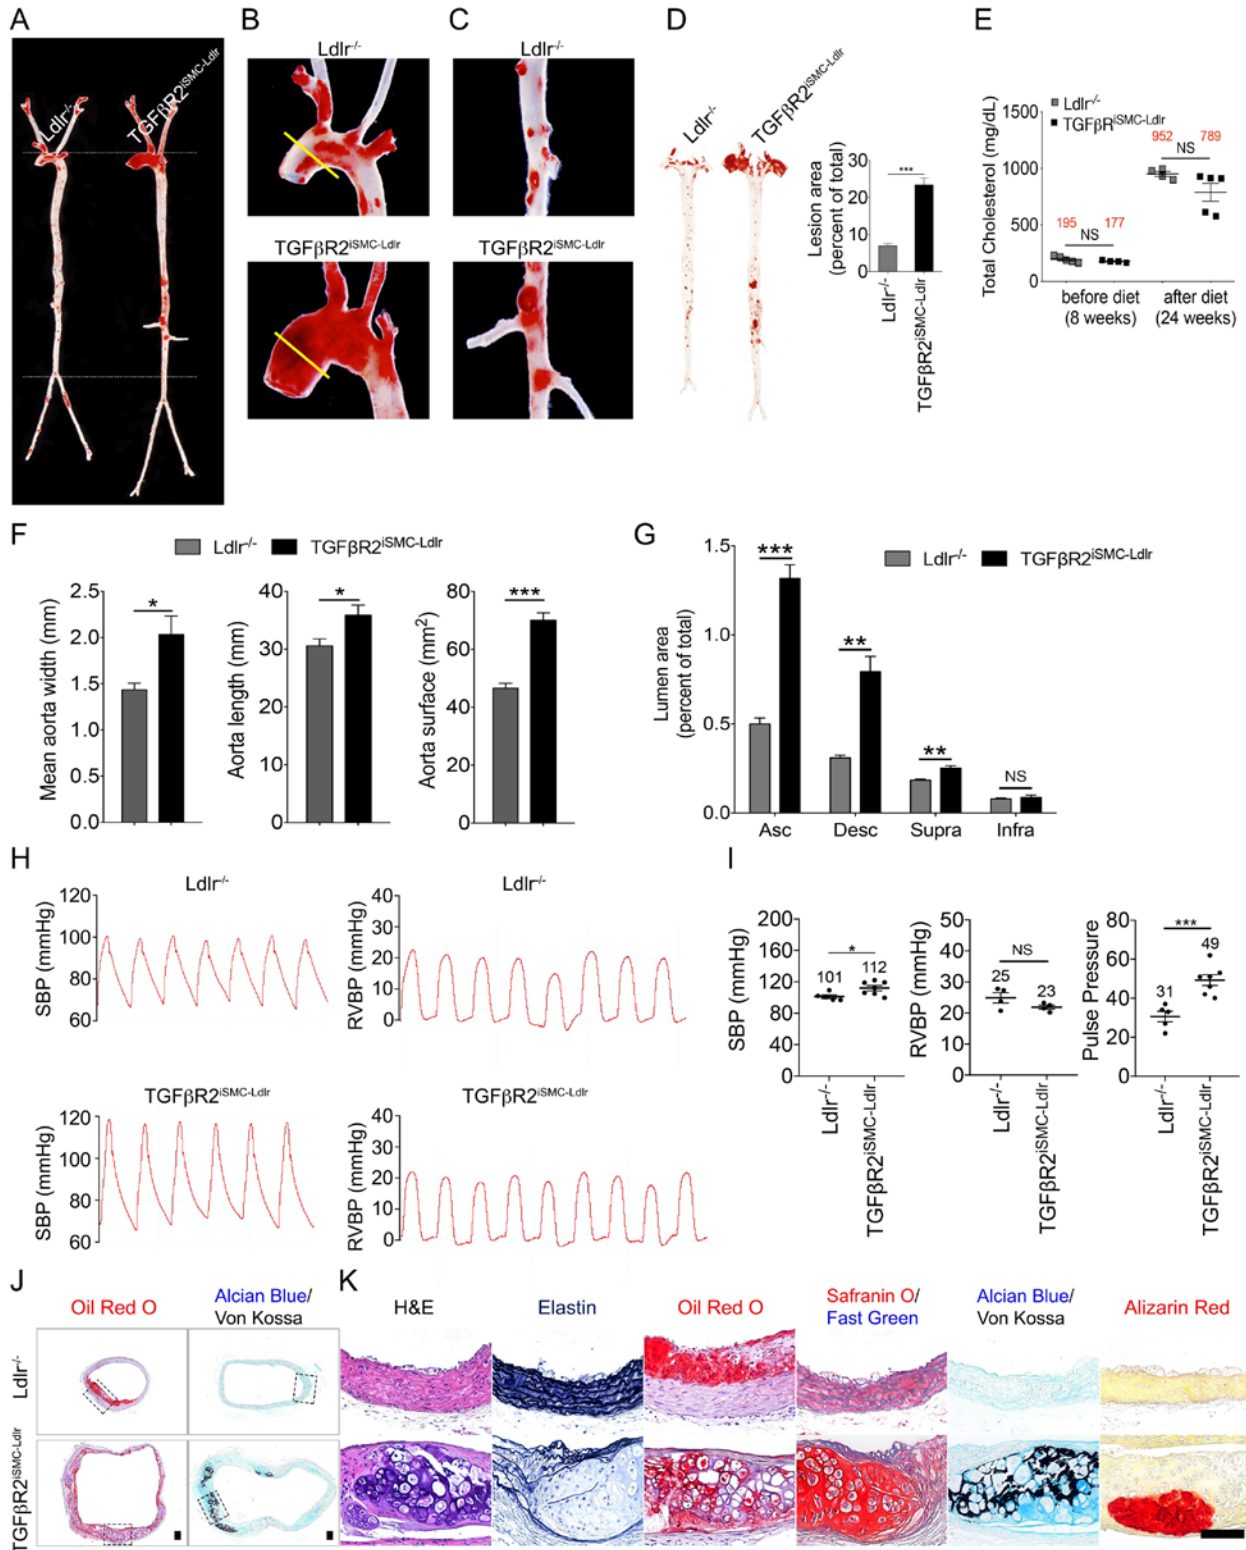 A
Ldlr-/-
TGFβR2iSMC-Ldlr
B
Ldlr-/-
TGFβR2iSMC-Ldlr
C
Ldlr-/-
TGFβR2iSMC-Ldlr
D
Ldlr-/-
TGFβR2iSMC-Ldlr
Lesion area
(percent of total)
30
20
10
0
***
Ldlr-/-
TGFβR2iSMC-Ldlr
E
Total Cholesterol (mg/dL)
1500
1000
500
0
Ldlr-/-
TGFβRiSMC-Ldlr
952
789
NS
195
177
NS
before diet
(8 weeks)
after diet
(24 weeks)
F
Ldlr-/-
TGFβR2iSMC-Ldlr
Mean aorta width (mm)
2.5
2.0
1.5
1.0
0.5
0.0
*
Aorta length (mm)
40
30
20
10
0
*
Aorta surface (mm2)
80
60
40
20
0
***
G
Ldlr-/-
TGFβR2iSMC-Ldlr
Lumen area
(percent of total)
1.5
1.0
0.5
0.0
***
**
**
NS
Asc
Desc
Supra
Infra
H
Ldlr-/-
SBP (mmHg)
120
100
80
60
Ldlr-/-
RVBP (mmHg)
40
30
20
10
0
TGFβR2iSMC-Ldlr
SBP (mmHg)
120
100
80
60
TGFβR2iSMC-Ldlr
RVBP (mmHg)
40
30
20
10
0
I
SBP (mmHg)
200
160
120
80
40
0
*
101
112
Ldlr-/-
TGFβR2iSMC-Ldlr
RVBP (mmHg)
50
40
30
20
10
0
NS
25
23
Ldlr-/-
TGFβR2iSMC-Ldlr
Pulse Pressure
80
60
40
20
0
***
31
49
Ldlr-/-
TGFβR2iSMC-Ldlr
J
Oil Red O
Alcian Blue/
Von Kossa
Ldlr-/-
TGFβR2iSMC-Ldlr
K
H&E
Elastin
Oil Red O
Safranin O/
Fast Green
Alcian Blue/
Von Kossa
Alizarin Red